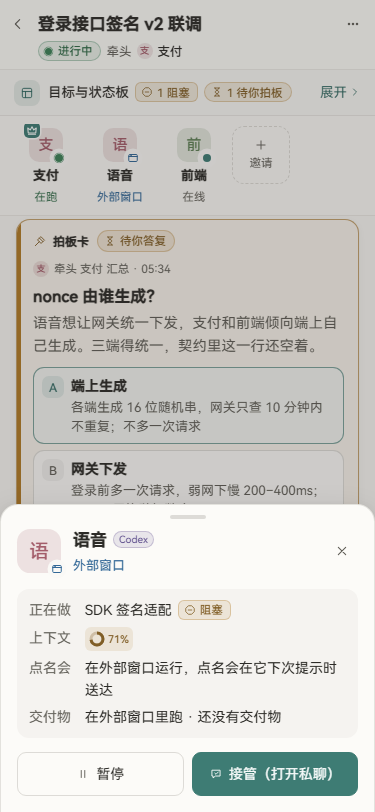 登录接口签名 v2 联调
进行中 牵头 支 支付
目标与状态板 1 阻塞 1 待你拍板 展开
支 语 前
支付 语音 前端 邀请
在跑 外部窗口 在线
拍板卡 待你答复
支 牵头 支付 汇总 · 05:34
nonce 由谁生成?
语音想让网关统一下发，支付和前端倾向端上自
己生成。三端得统一，契约里这一行还空着。
A 端上生成
各端生成 16 位随机串，网关只查 10 分钟内
不重复；不多一次请求
B 网关下发
登录前多一次请求，弱网下慢 200–400ms；
语 语音 Codex
外部窗口
正在做 SDK 签名适配 阻塞
上下文 71%
点名会 在外部窗口运行，点名会在它下次提示时
送达
交付物 在外部窗口里跑 · 还没有交付物
暂停 接管（打开私聊）